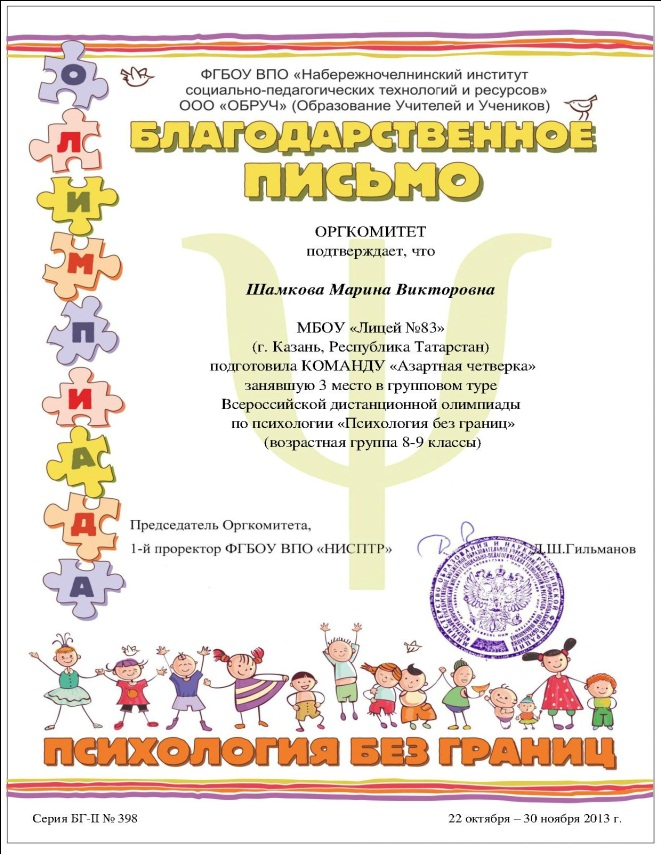 ФГБОУ ВПО «Набережночелнинский институт
социально-педагогических технологий и ресурсов»
ООО «ОБРУЧ» (Образование Учителей и Учеников)
БЛАГОДАРСТВЕННОЕ
ПИСЬМО
ОЛИМПИАДА
ОРГКОМИТЕТ
подтверждает, что
Шамкова Марина Викторовна
МБОУ «Лицей №83»
(г. Казань, Республика Татарстан)
подготовила КОМАНДУ «Азартная четверка»
занявшую 3 место в групповом туре
Всероссийской дистанционной олимпиады
по психологии «Психология без границ»
(возрастная группа 8-9 классы)
Председатель Оргкомитета,
1-й проректор ФГБОУ ВПО «НИСПТР» Д.Ш.Гильманов
ПСИХОЛОГИЯ БЕЗ ГРАНИЦ
Серия БГ-II № 398 22 октября – 30 ноября 2013 г.